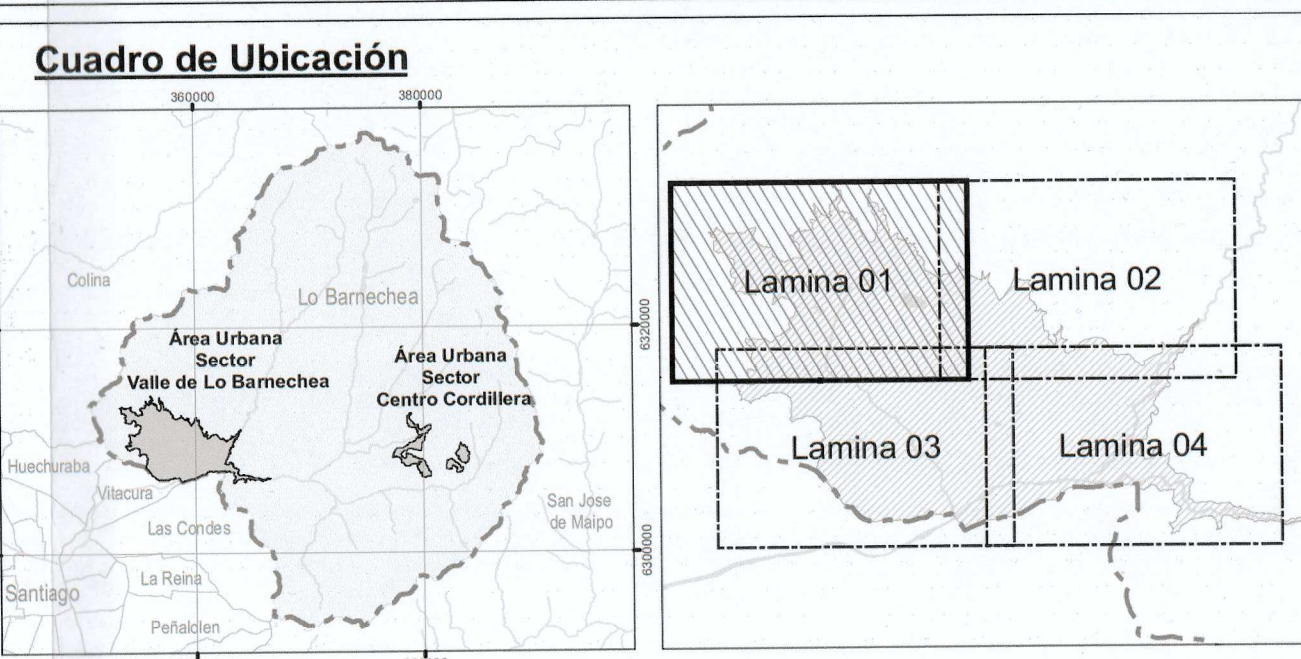 Cuadro de Ubicación
360000
380000
Colina
Lo Barnechea
6320000
Área Urbana
Sector
Valle de Lo Barnechea
Área Urbana
Sector
Centro Cordillera
Huechuraba
Vitacura
Las Condes
San Jose
de Maipo
6300000
La Reina
Santiago
Peñalolen
Lamina 01
Lamina 02
Lamina 03
Lamina 04